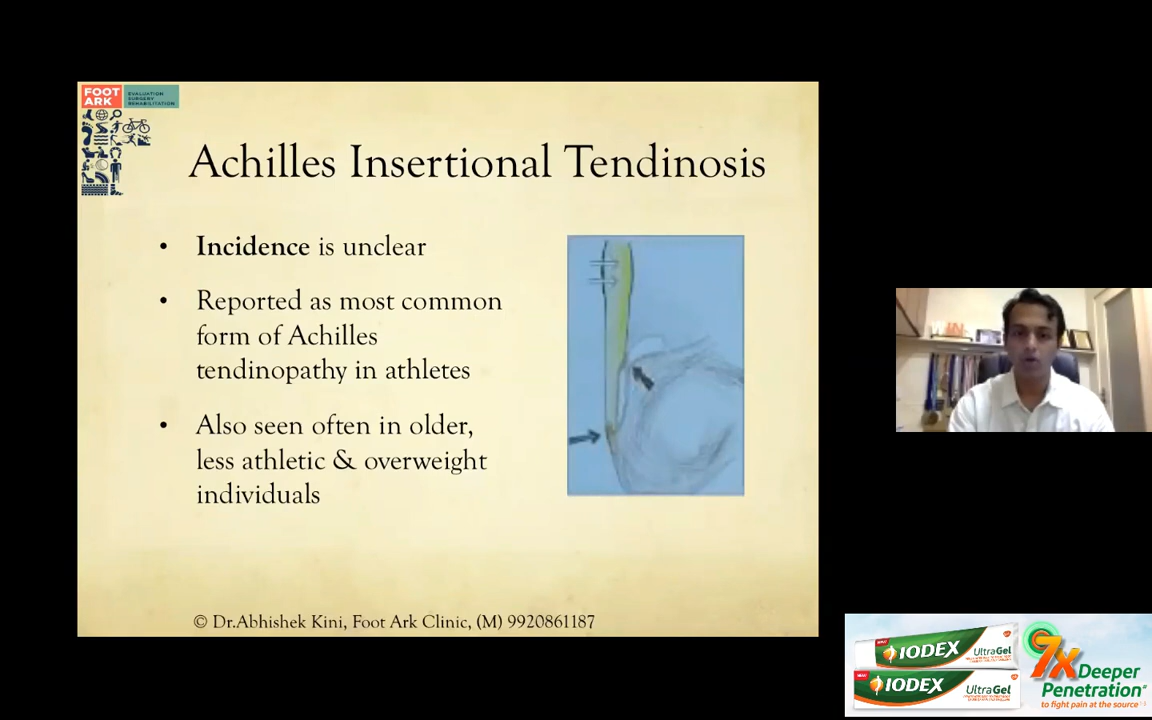 FOOT
ARK
EVALUATION
SURGERY
REHABILITATION
Achilles Insertional Tendinosis
• Incidence is unclear
• Reported as most common
form of Achilles
tendinopathy in athletes
• Also seen often in older,
less athletic & overweight
individuals
© Dr.Abhishek Kini, Foot Ark Clinic, (M) 9920861187
IODEX
UltraGel
IODEX
UltraGel
7x Deeper
Penetration
to fight pain at the source